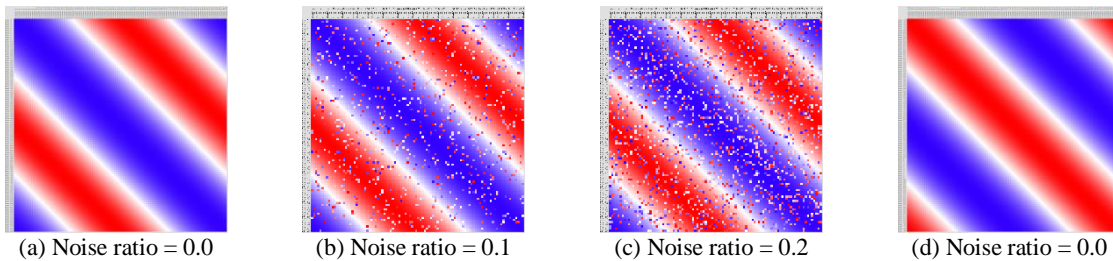 (a) Noise ratio = 0.0
(b) Noise ratio = 0.1
(c) Noise ratio = 0.2
(d) Noise ratio = 0.0